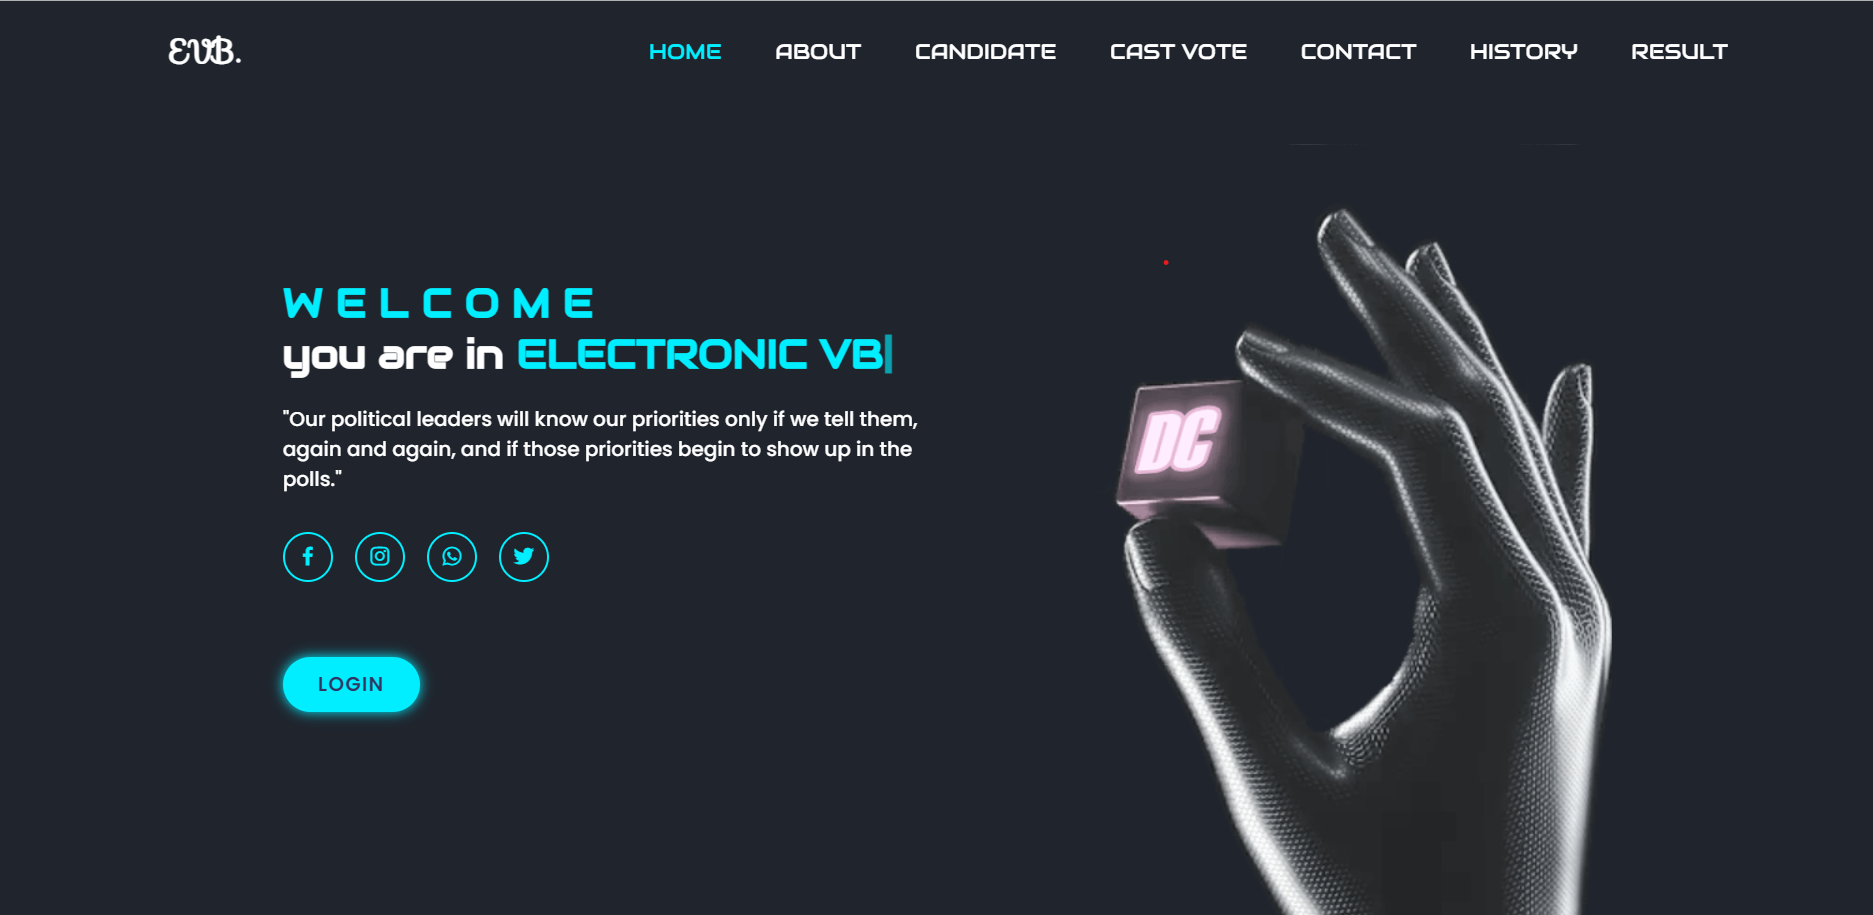 EVB.
HOME ABOUT CANDIDATE CAST VOTE CONTACT HISTORY RESULT
WELCOME
you are in ELECTRONIC VB
"Our political leaders will know our priorities only if we tell them,
again and again, and if those priorities begin to show up in the
polls."
LOGIN
DC